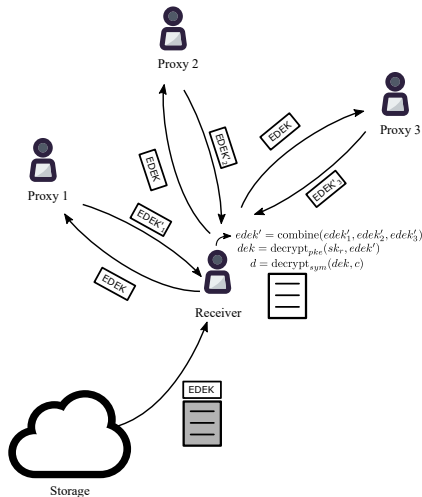 Proxy 2
Proxy 3
Proxy 1
EDEK
EDEK'₂
EDEK
EDEK'₃
EDEK'₁
EDEK
edek' = combine(edek'₁, edek'₂, edek'₃)
dek = decryptₚₖₑ(skᵣ, edek')
d = decrypt_sym(dek, c)
Receiver
EDEK
Storage